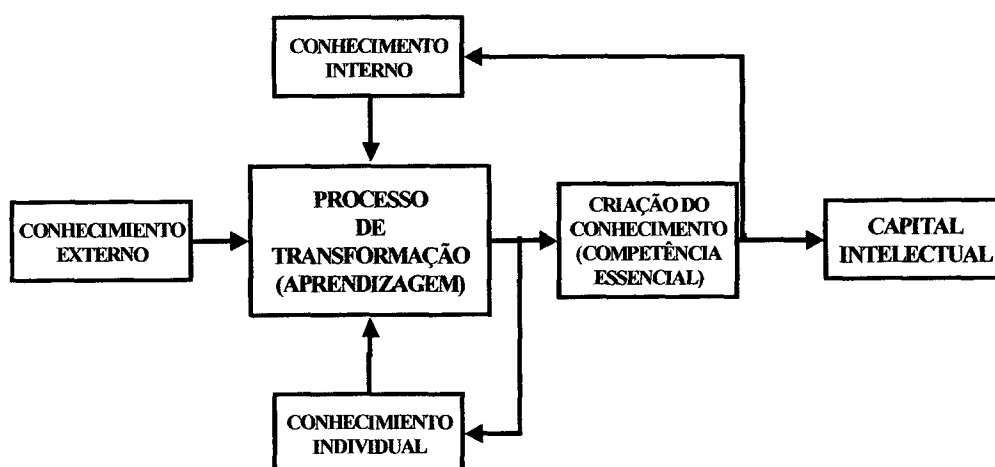 CONHECIMENTO
INTERNO
PROCESSO
DE
TRANSFORMAÇÃO
(APRENDIZAGEM)
CONHECIMIENTO
EXTERNO
CRIAÇÃO DO
CONHECIMENTO
(COMPETÊNCIA
ESSENCIAL)
CAPITAL
INTELECTUAL
CONHECIMIENTO
INDIVIDUAL